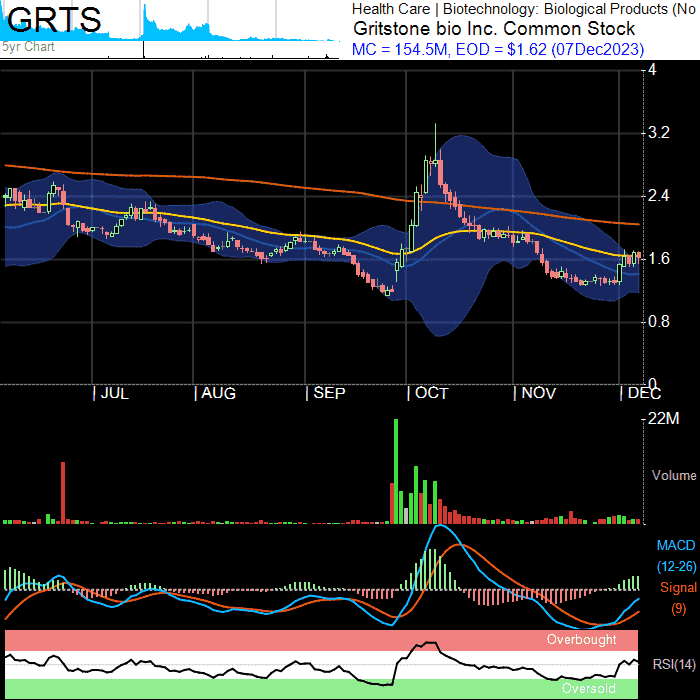 GRTS
5yr Chart
Health Care | Biotechnology: Biological Products (No
Gritstone bio Inc. Common Stock
MC = 154.5M, EOD = $1.62 (07Dec2023)
4
3.2
2.4
1.6
0.8
0
| JUL | AUG | SEP | OCT | NOV | DEC
22M
Volume
MACD
(12-26)
Signal
(9)
Overbought
RSI(14)
Oversold